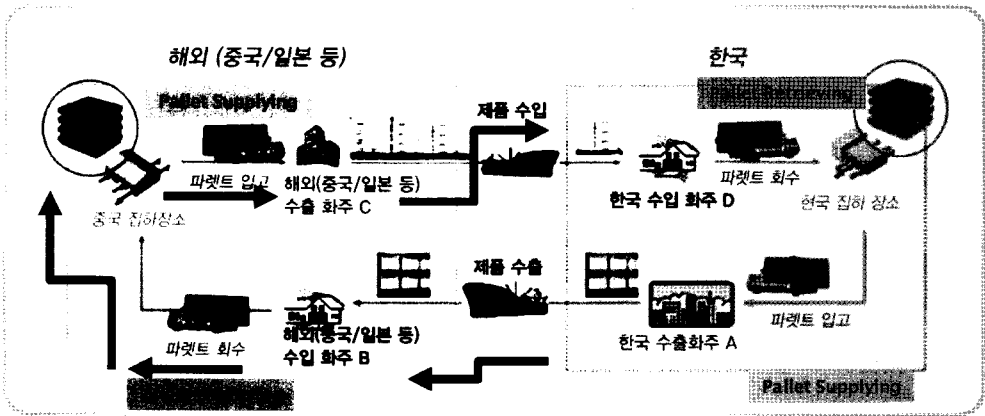 해외 (중국/일본 등)
한국
Pallet Supplying
Pallet Retrieving
제품 수입
파렛트 입고
해외(중국/일본 등)
수출 화주 C
중국 집하장소
한국 수입 화주 D
파렛트 회수
현국 집하 장소
제품 수출
파렛트 회수
해외(중국/일본 등)
수입 화주 B
한국 수출화주 A
파렛트 입고
Pallet Supplying